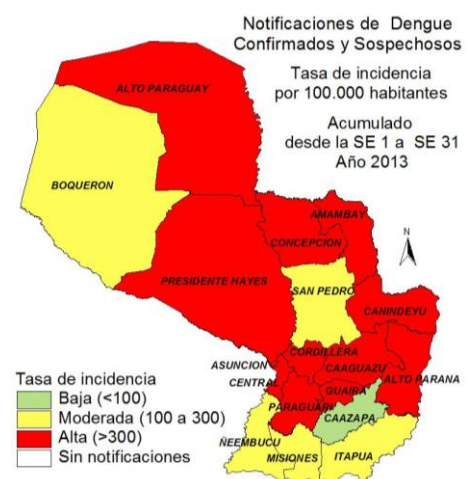 Notificaciones de Dengue
Confirmados y Sospechosos
Tasa de incidencia
por 100.000 habitantes
Acumulado
desde la SE 1 a SE 31
Año 2013
ALTO PARAGUAY
BOQUERON
AMAMBAY
CONCEPCION
N
PRESIDENTE HAYES
SAN PEDRO
CANINDEYU
CORDILLERA
ASUNCION
CAAGUAZU
CENTRAL
ALTO PARANA
GUAIRA
PARAGUARI
CAAZAPA
ÑEEMBUCU
MISIONES
ITAPUA
Tasa de incidencia
Baja (<100)
Moderada (100 a 300)
Alta (>300)
Sin notificaciones